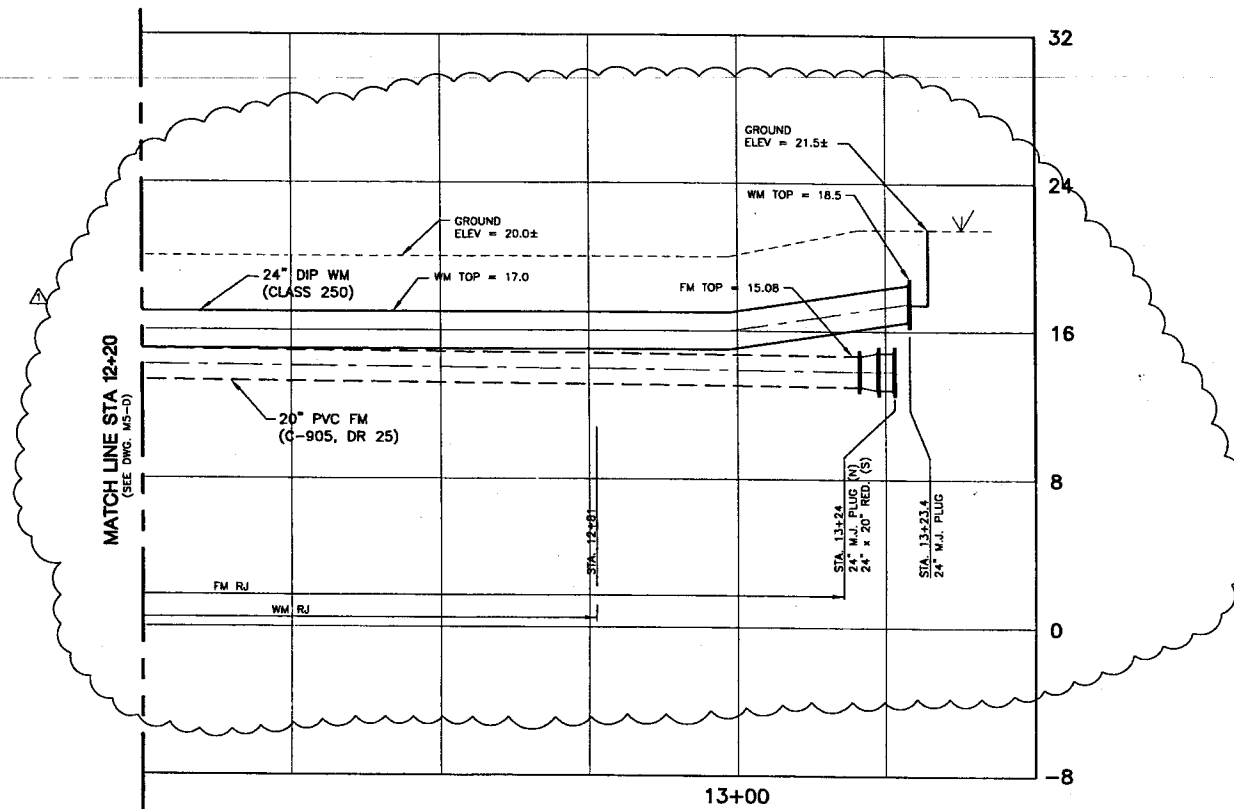 32
GROUND
ELEV = 21.5±
24
WM TOP = 18.5
GROUND
ELEV = 20.0±
24" DIP WM
(CLASS 250)
WM TOP = 17.0
FM TOP = 15.08
1
16
MATCH LINE STA 12+20
(SEE DWG. M5-D)
20" PVC FM
(C-905, DR 25)
8
STA. 12+81
STA. 13+24
24" M.J. PLUG (N)
24" x 20" RED. (S)
STA. 13+23.4
24" M.J. PLUG
FM RJ
WM RJ
0
-8
13+00